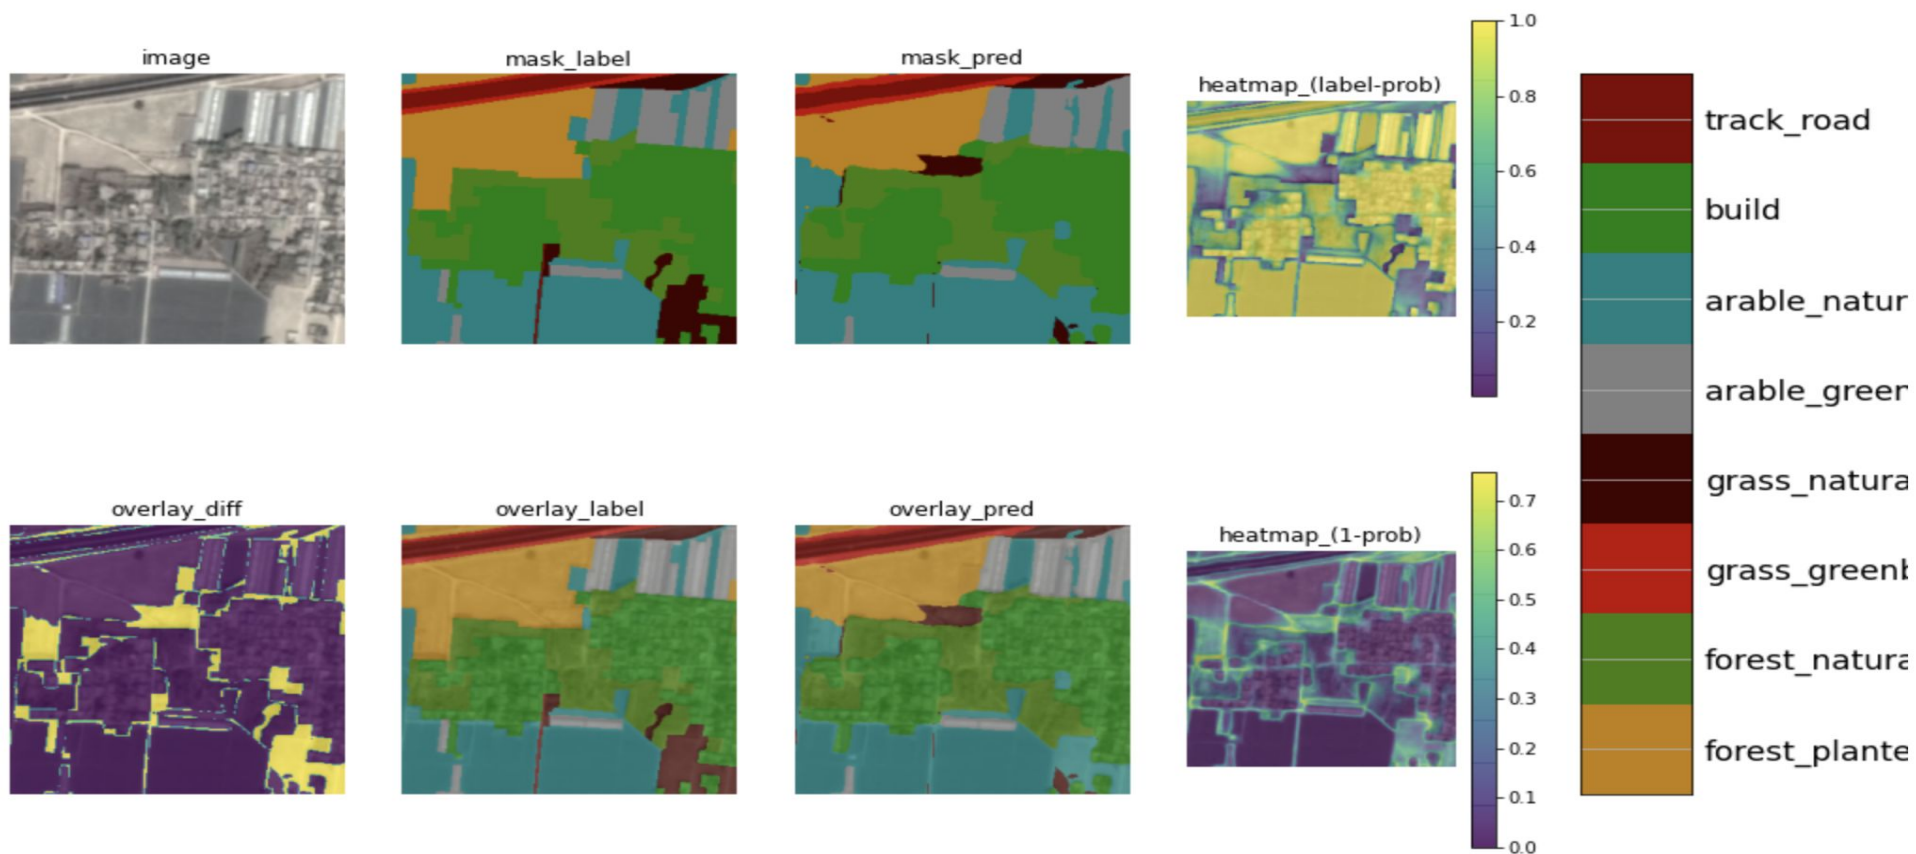 image
mask_label
mask_pred
heatmap_(label-prob)
1.0
0.8
0.6
0.4
0.2
track_road
build
arable_natur
arable_green
grass_natura
grass_greenb
forest_natura
forest_plante
overlay_diff
overlay_label
overlay_pred
heatmap_(1-prob)
0.7
0.6
0.5
0.4
0.3
0.2
0.1
0.0